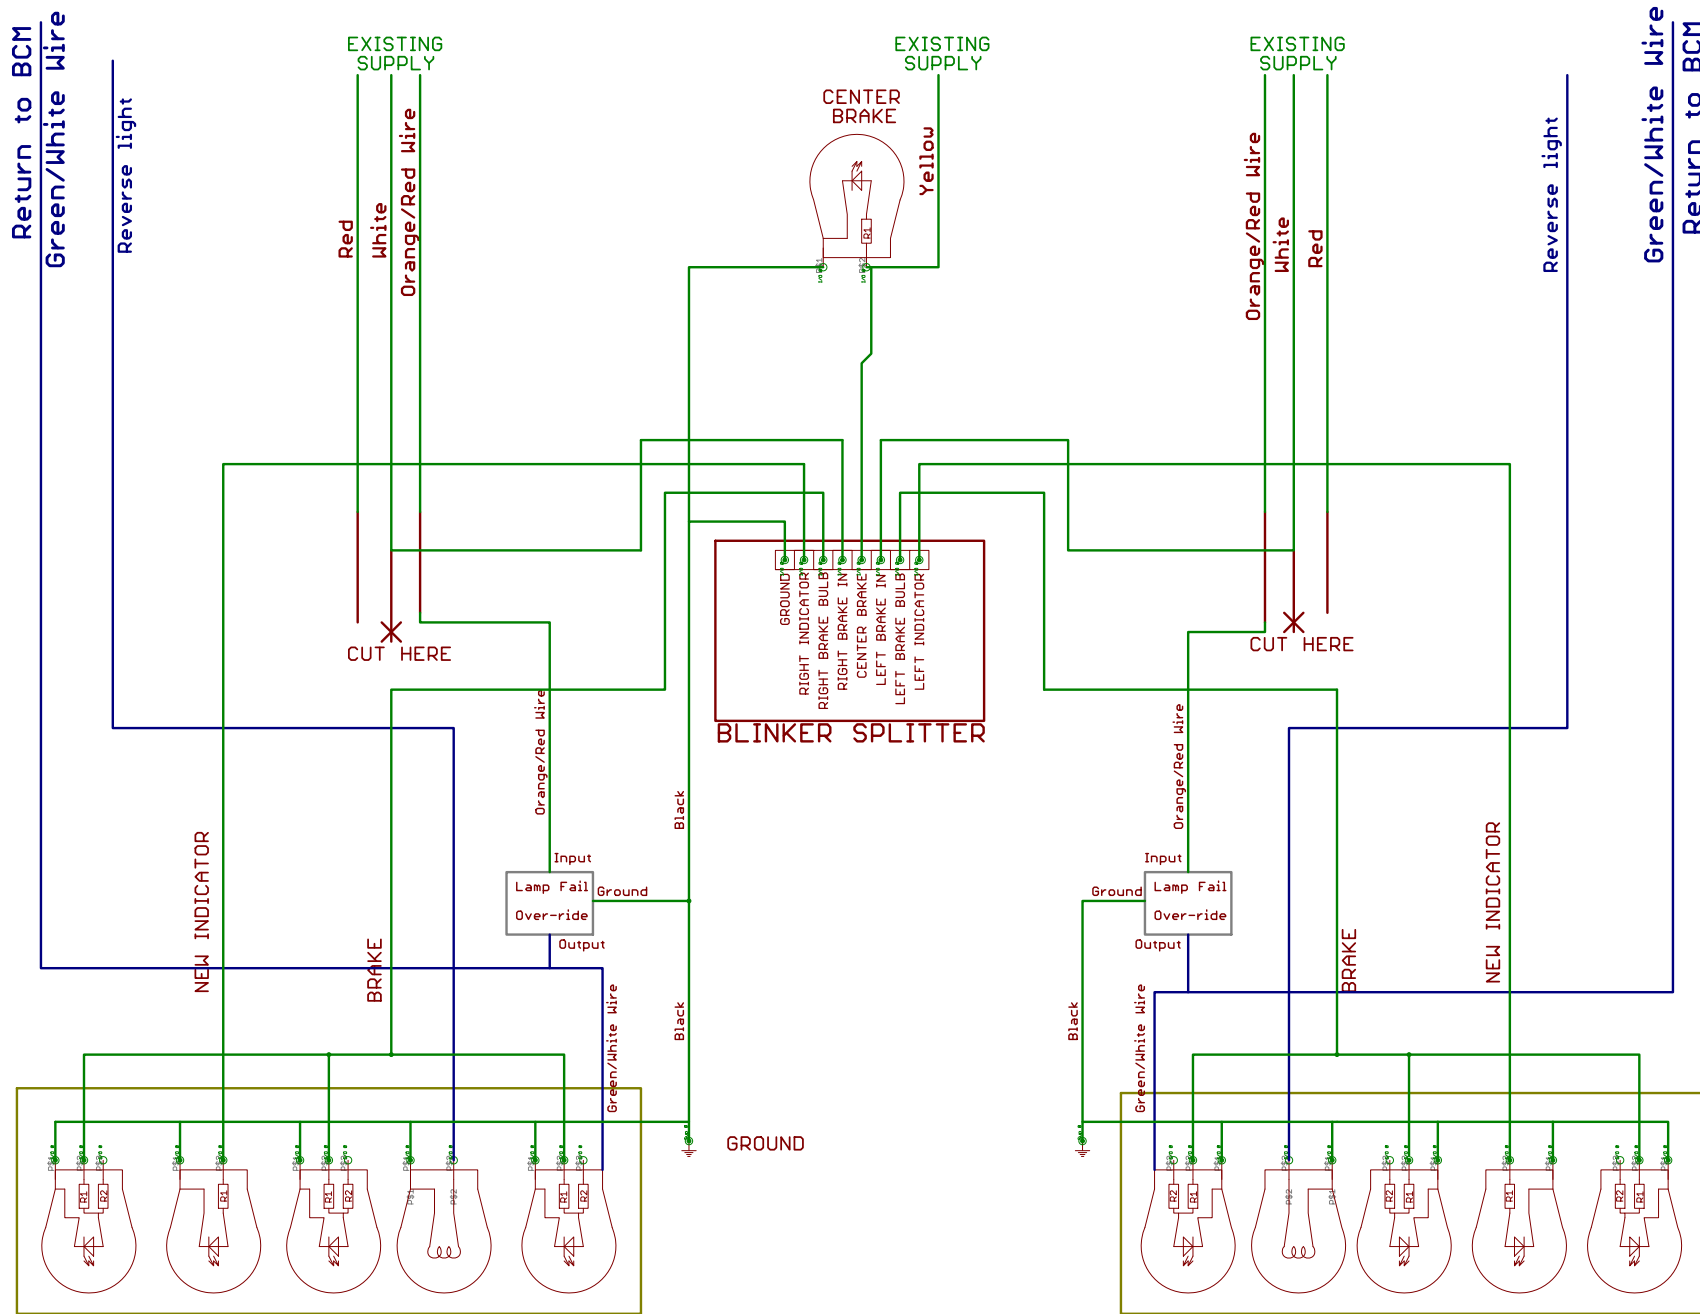 Return to BCM
Green/White Wire
Reverse light
EXISTING
SUPPLY
Red
White
Orange/Red Wire
CENTER
BRAKE
R1
EXISTING
SUPPLY
Yellow
EXISTING
SUPPLY
Orange/Red Wire
White
Red
Reverse light
Green/White Wire
Return to BCM
CUT HERE
CUT HERE
GROUND
RIGHT INDICATOR
RIGHT BRAKE BULB
RIGHT BRAKE IN
CENTER BRAKE
LEFT BRAKE IN
LEFT BRAKE BULB
LEFT INDICATOR
BLINKER SPLITTER
Orange/Red Wire
Black
Orange/Red Wire
NEW INDICATOR
BRAKE
Input
Lamp Fail
Over-ride
Ground
Output
Input
Lamp Fail
Over-ride
Ground
Output
BRAKE
NEW INDICATOR
Green/White Wire
Black
Black
Green/White Wire
GROUND
R1
R2
R1
R1
R2
P$1
P$2
R1
R2
R2
R1
P$2
P$1
R2
R1
R1
R2
R1